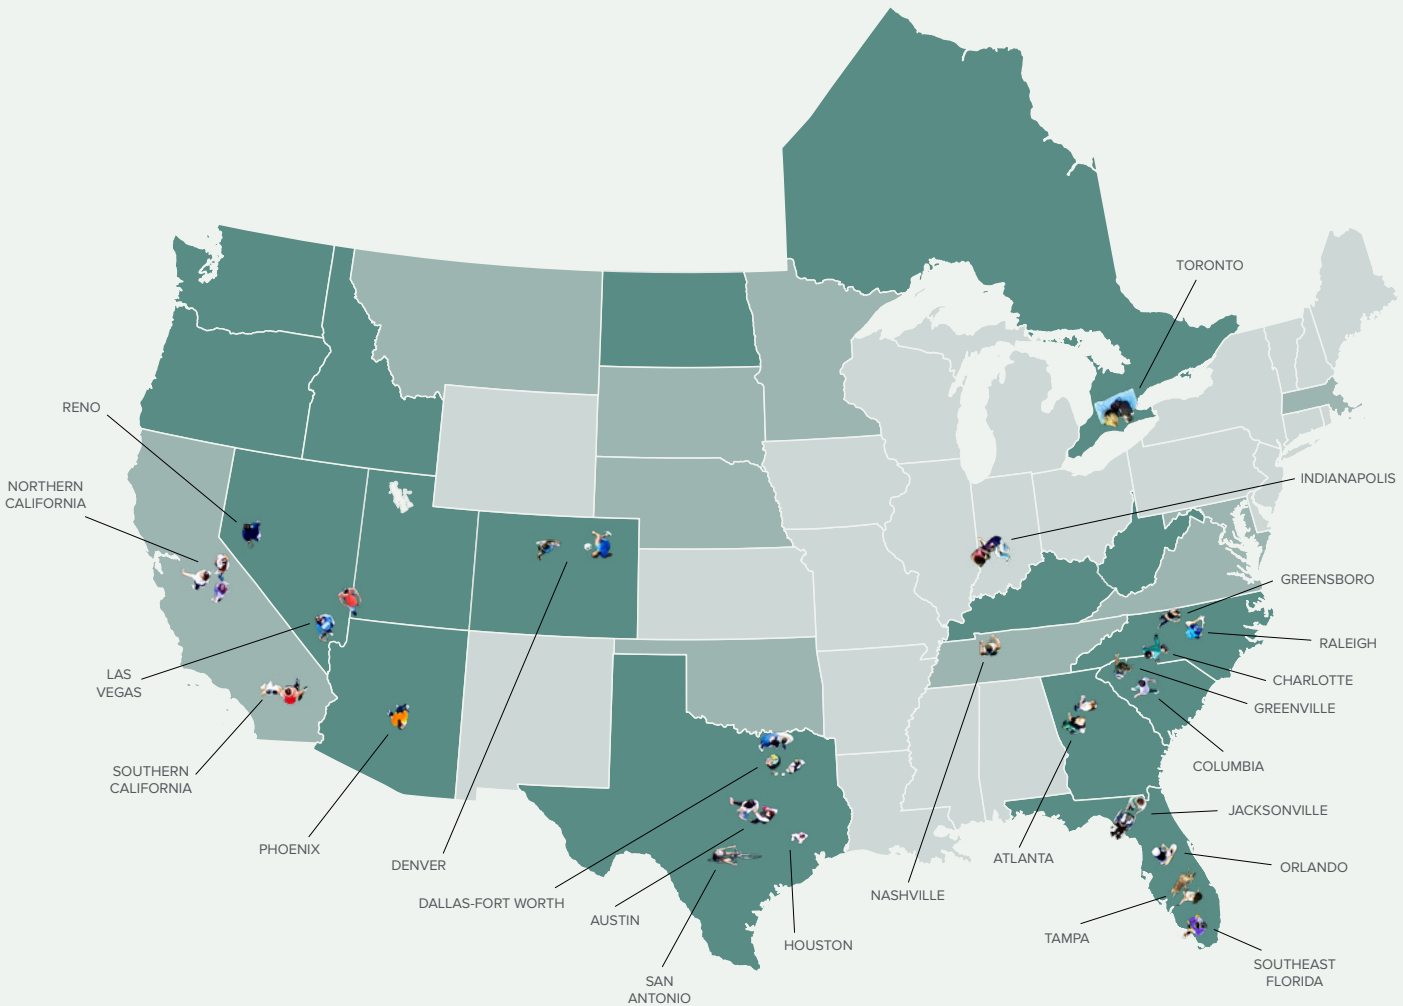 TORONTO
RENO
NORTHERN
CALIFORNIA
INDIANAPOLIS
GREENSBORO
RALEIGH
LAS
VEGAS
CHARLOTTE
GREENVILLE
COLUMBIA
SOUTHERN
CALIFORNIA
JACKSONVILLE
PHOENIX
DENVER
ATLANTA
ORLANDO
DALLAS-FORT WORTH
NASHVILLE
AUSTIN
HOUSTON
TAMPA
SOUTHEAST
FLORIDA
SAN
ANTONIO